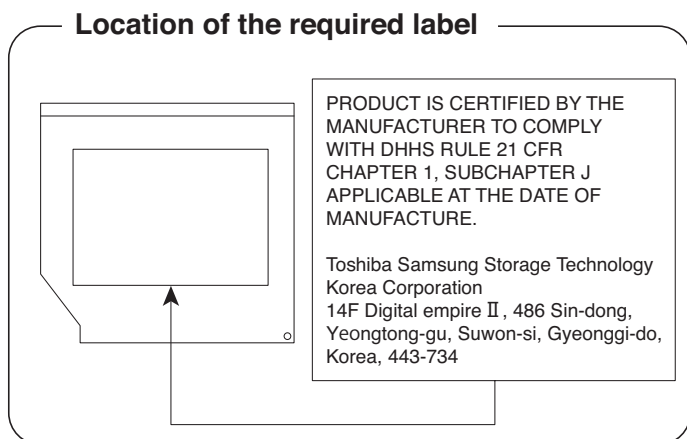 Location of the required label
PRODUCT IS CERTIFIED BY THE
MANUFACTURER TO COMPLY
WITH DHHS RULE 21 CFR
CHAPTER 1, SUBCHAPTER J
APPLICABLE AT THE DATE OF
MANUFACTURE.
Toshiba Samsung Storage Technology
Korea Corporation
14F Digital empire Ⅱ, 486 Sin-dong,
Yeongtong-gu, Suwon-si, Gyeonggi-do,
Korea, 443-734